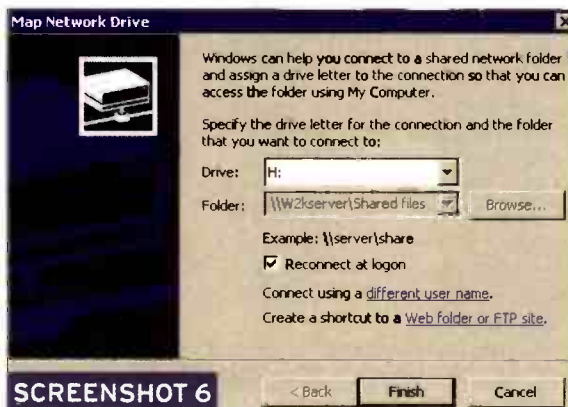 Map Network Drive
Windows can help you connect to a shared network folder
and assign a drive letter to the connection so that you can
access the folder using My Computer.
Specify the drive letter for the connection and the folder
that you want to connect to:
Drive: H:
Folder: \\W2kserver\Shared files Browse...
Example: \\server\share
Reconnect at logon
Connect using a different user name.
Create a shortcut to a Web folder or FTP site.
SCREENSHOT 6 < Back Finish Cancel